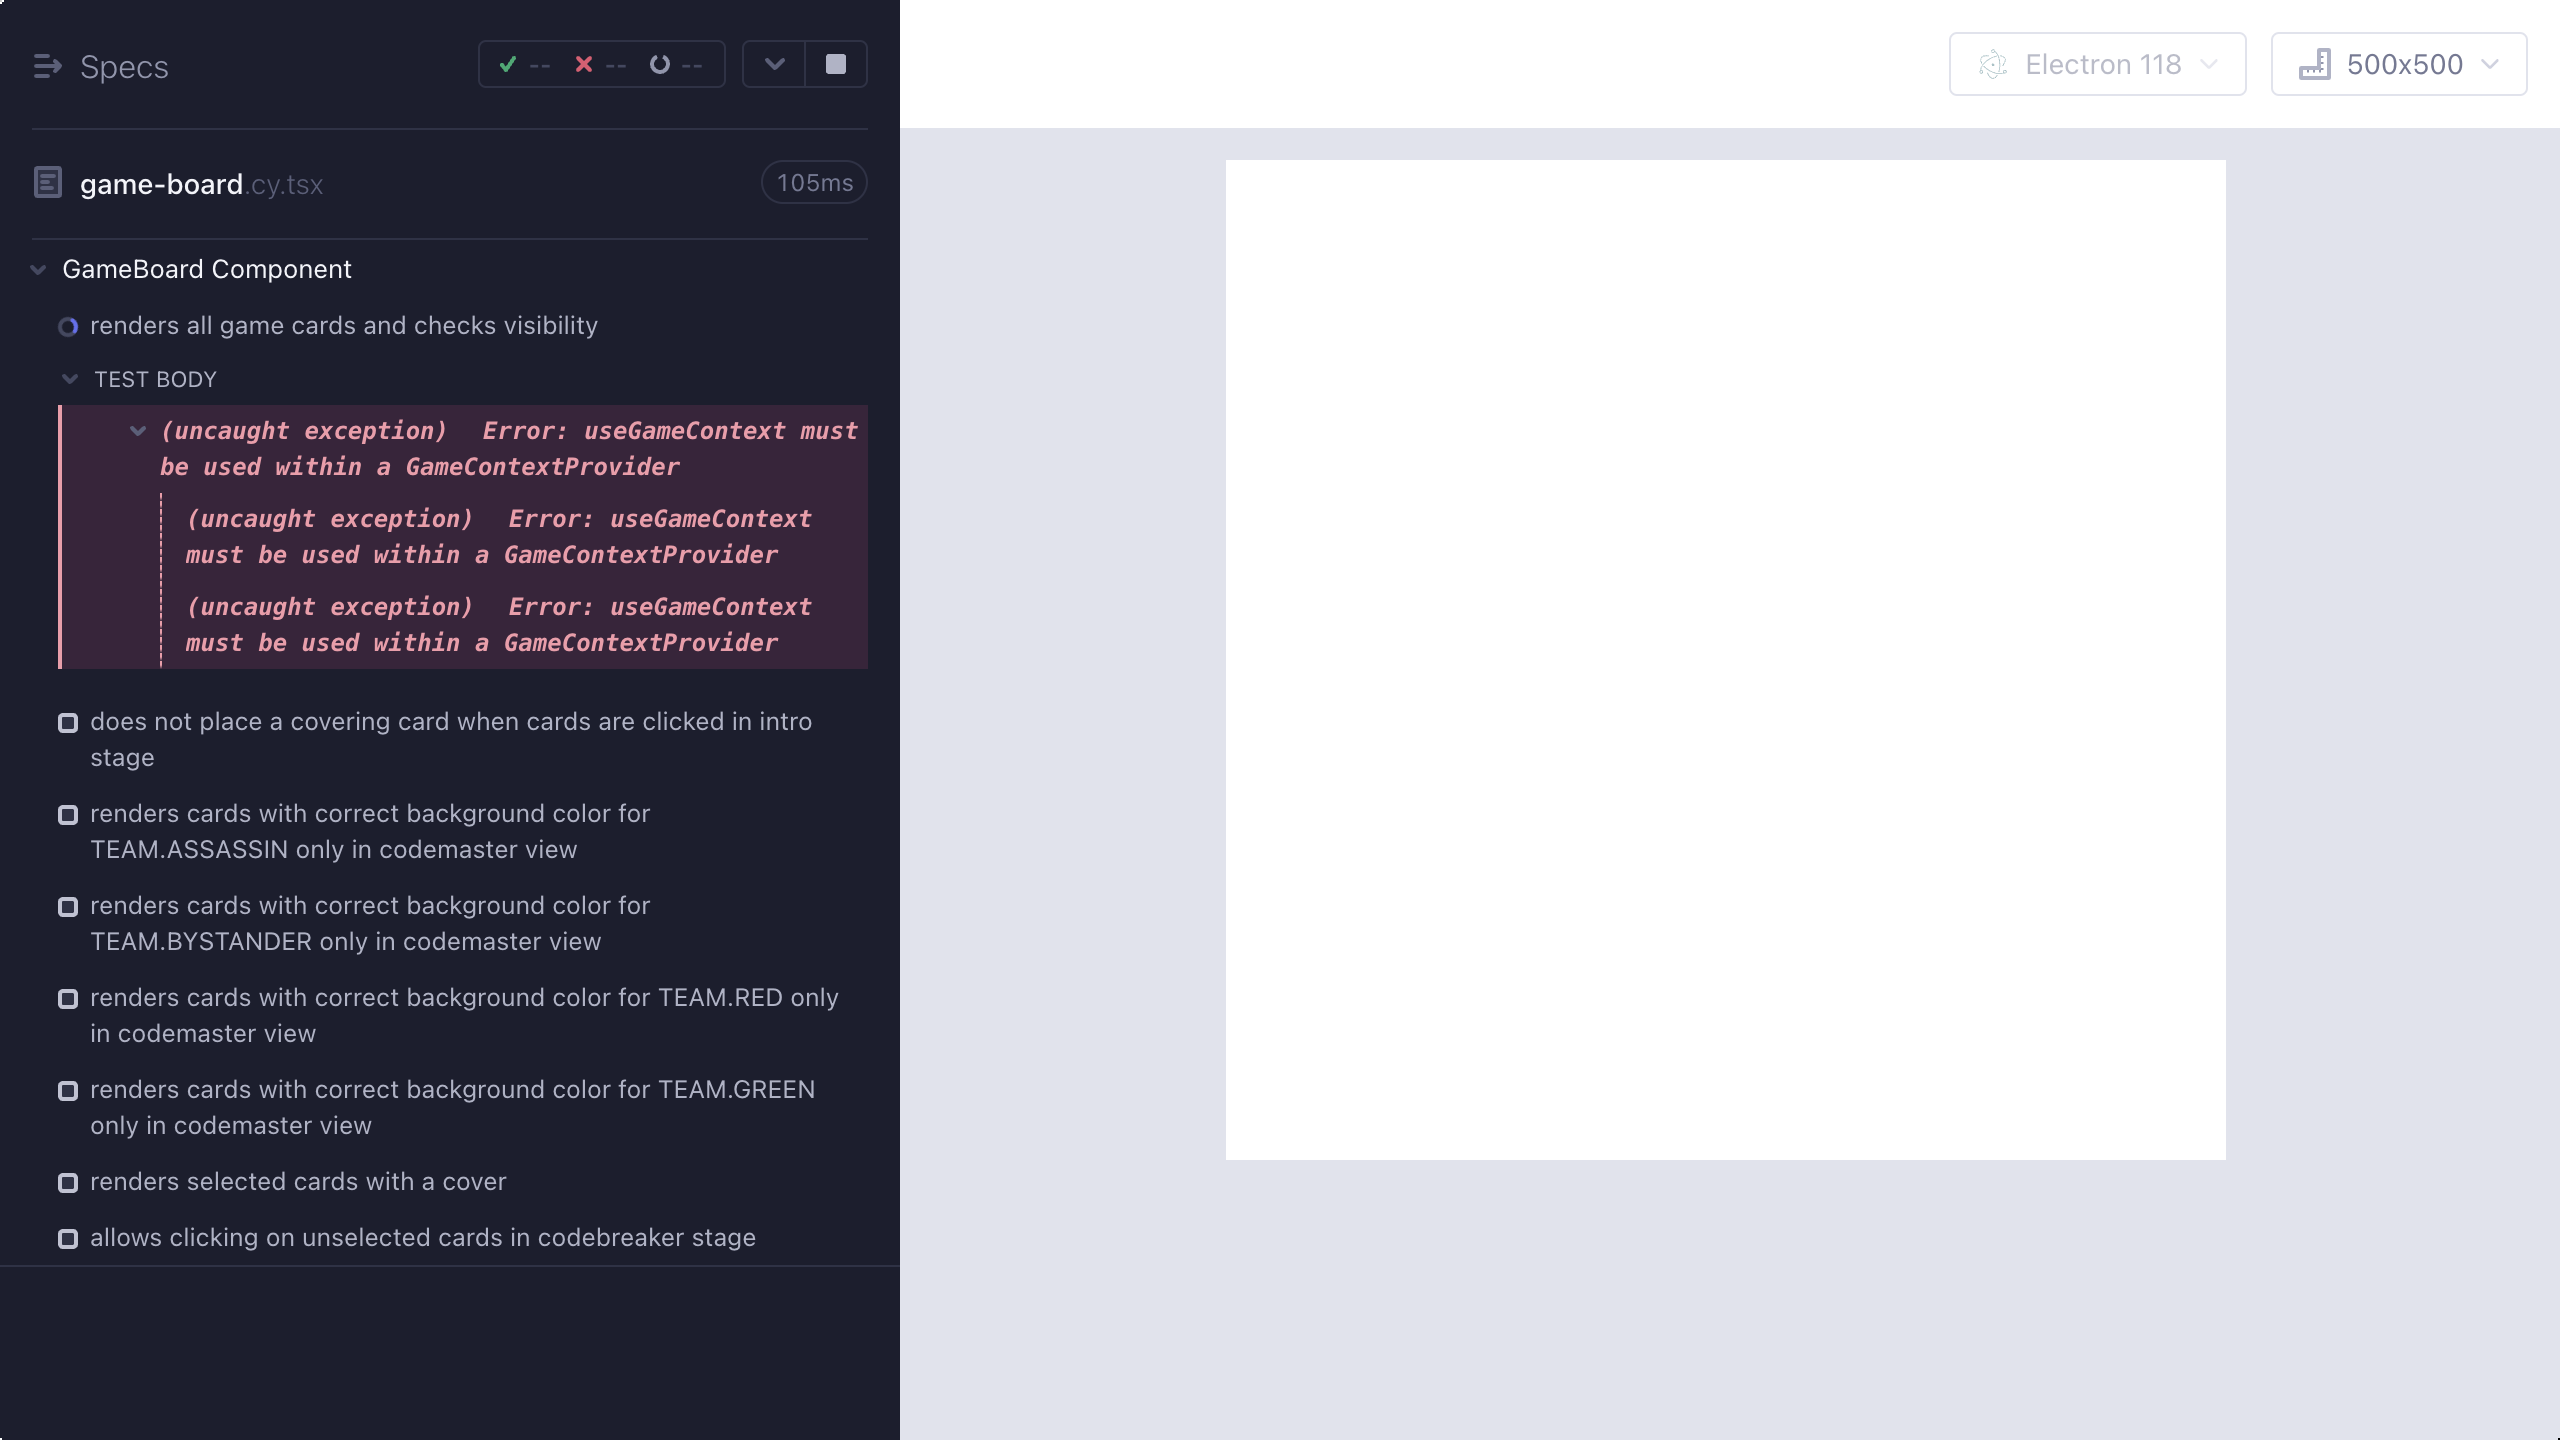 Specs
-- -- --
Electron 118
500x500
game-board.cy.tsx
105ms
GameBoard Component
renders all game cards and checks visibility
TEST BODY
(uncaught exception) Error: useGameContext must
be used within a GameContextProvider
(uncaught exception) Error: useGameContext
must be used within a GameContextProvider
(uncaught exception) Error: useGameContext
must be used within a GameContextProvider
does not place a covering card when cards are clicked in intro
stage
renders cards with correct background color for
TEAM.ASSASSIN only in codemaster view
renders cards with correct background color for
TEAM.BYSTANDER only in codemaster view
renders cards with correct background color for TEAM.RED only
in codemaster view
renders cards with correct background color for TEAM.GREEN
only in codemaster view
renders selected cards with a cover
allows clicking on unselected cards in codebreaker stage